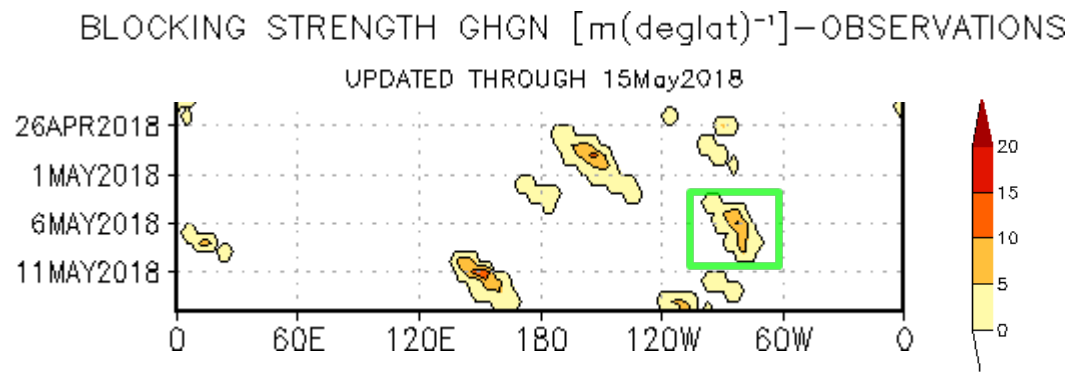 BLOCKING STRENGTH GHGN [m(deglat)⁻¹]-OBSERVATIONS
UPDATED THROUGH 15May2018
26APR2018
1MAY2018
6MAY2018
11MAY2018
0 60E 120E 180 120W 60W 0
20
15
10
5
0